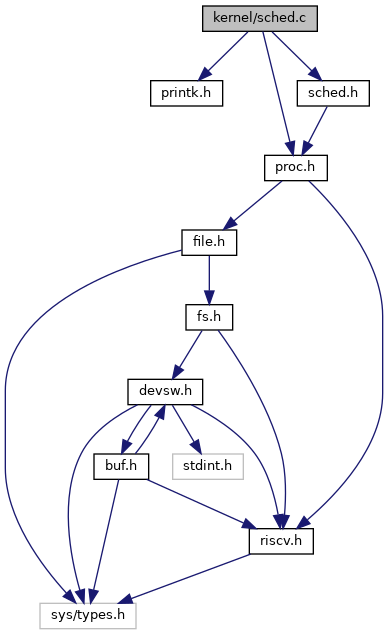 kernel/sched.c
printk.h
sched.h
proc.h
file.h
fs.h
devsw.h
buf.h
stdint.h
riscv.h
sys/types.h